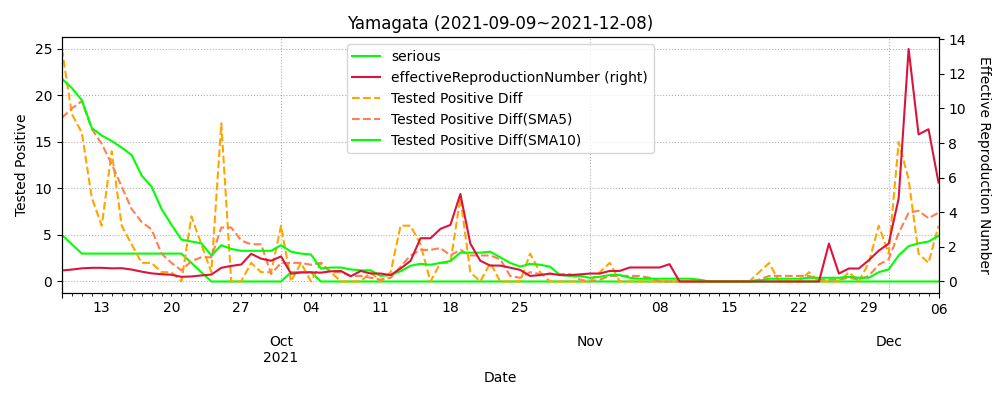 Yamagata (2021-09-09~2021-12-08)
serious
effectiveReproductionNumber (right)
Tested Positive Diff
Tested Positive Diff(SMA5)
Tested Positive Diff(SMA10)
Tested Positive
25
20
15
10
5
0
14
12
10
8
6
4
2
0
Effective Reproduction Number
13
20
27
04
11
18
25
08
15
22
29
06
Oct
2021
Nov
Dec
Date